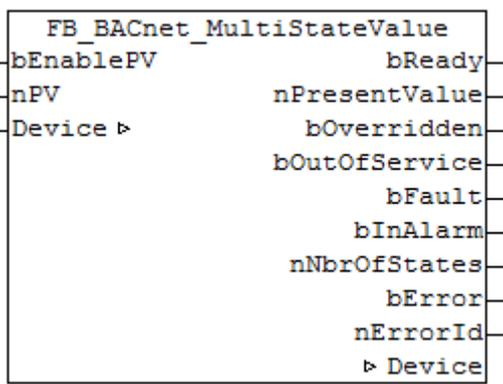 FB_BACnet_MultiStateValue
bEnablePV bReady
nPV nPresentValue
Device ▷ bOverridden
bOutOfService
bFault
bInAlarm
nNbrOfStates
bError
nErrorId
▷ Device